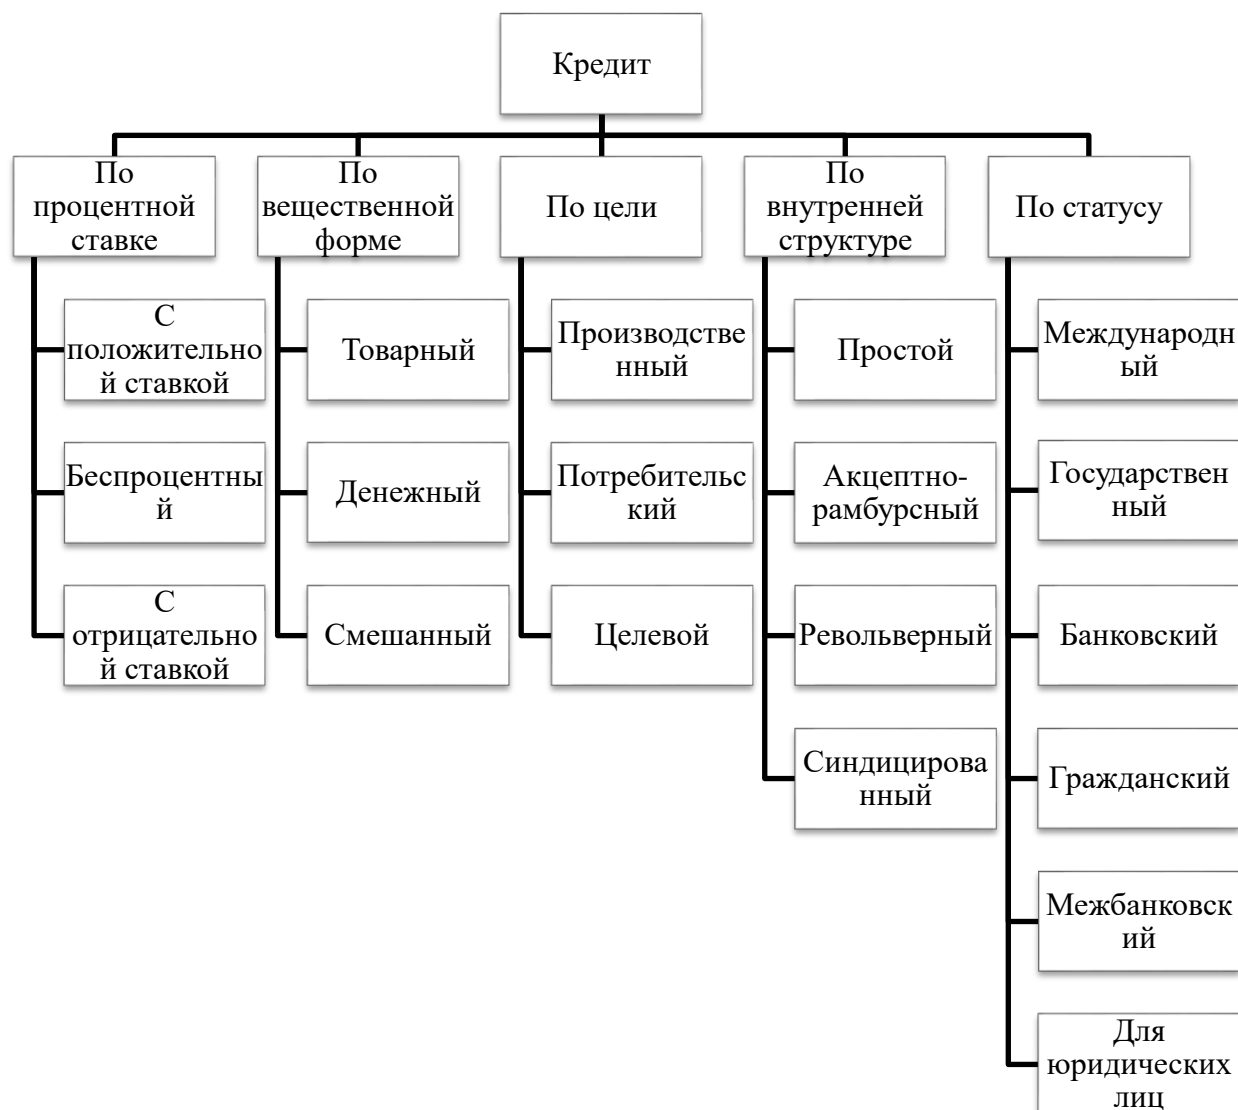 Кредит
По
процентной
ставке
По
вещественной
форме
По цели
По
внутренней
структуре
По статусу
С
положительно
й ставкой
Беспроцентны
й
С
отрицательно
й ставкой
Товарный
Денежный
Смешанный
Производстве
нный
Потребительс
кий
Целевой
Простой
Акцептно-
рамбурсный
Револьверный
Синдицирова
нный
Международн
ый
Государствен
ный
Банковский
Гражданский
Межбанковск
ий
Для
юридических
лиц